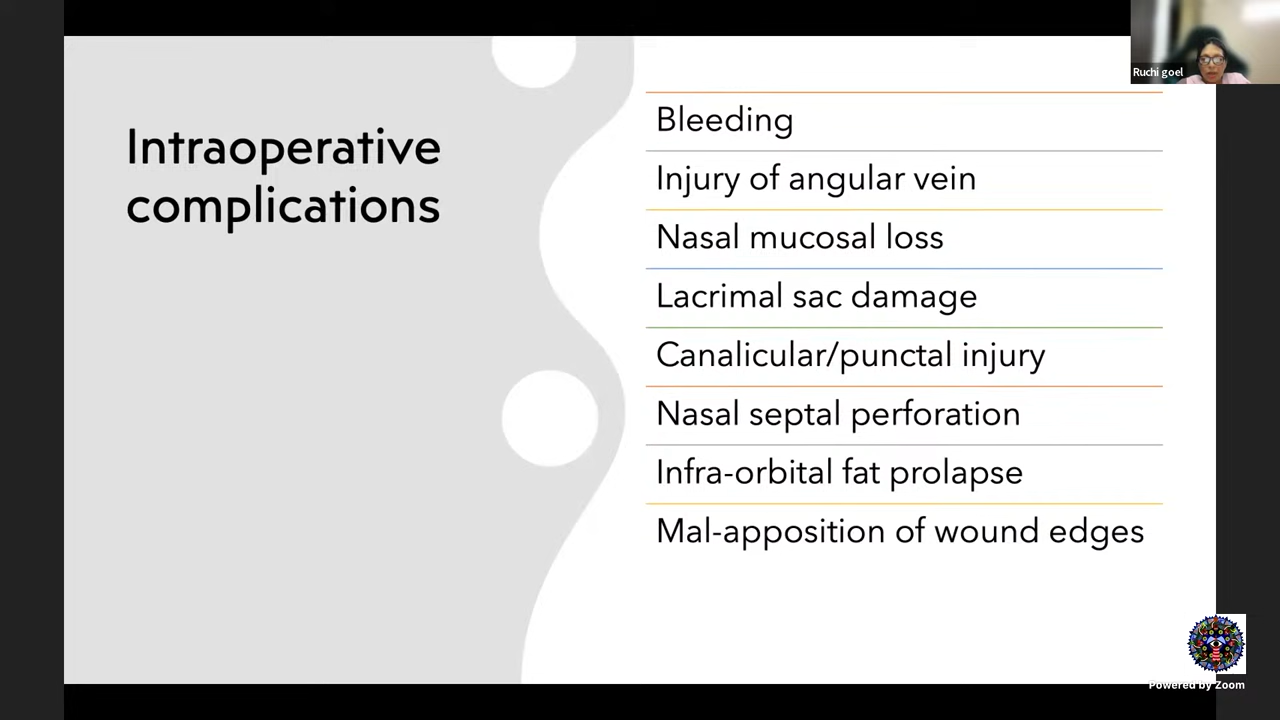 Ruchi goel
Intraoperative
complications
Bleeding
Injury of angular vein
Nasal mucosal loss
Lacrimal sac damage
Canalicular/punctal injury
Nasal septal perforation
Infra-orbital fat prolapse
Mal-apposition of wound edges
Powered by Zoom